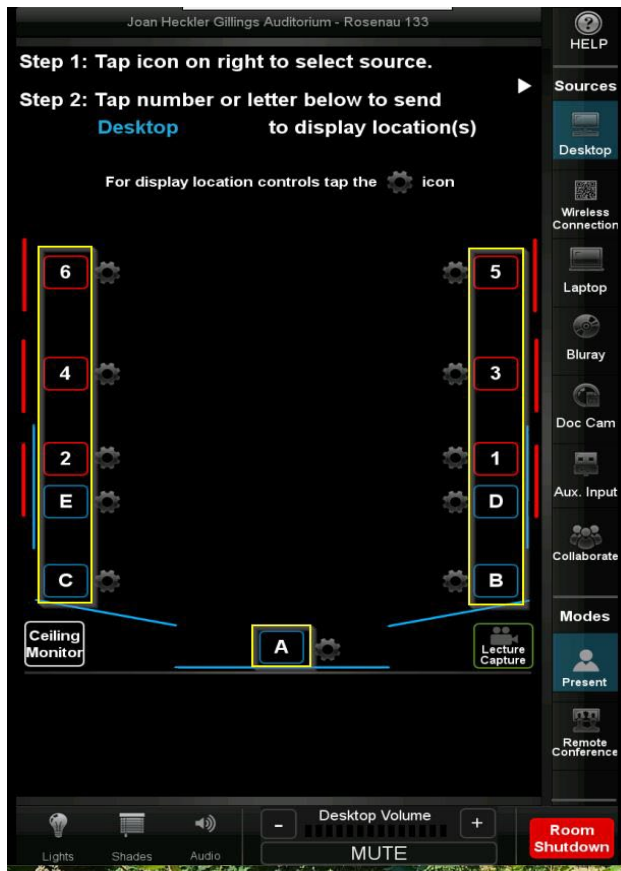 Joan Heckler Gillings Auditorium - Rosenau 133
HELP
Step 1: Tap icon on right to select source.
Step 2: Tap number or letter below to send
Desktop to display location(s)
For display location controls tap the icon
Sources
Desktop
Wireless
Connection
Laptop
Bluray
Doc Cam
Aux. Input
Collaborate
6
5
4
3
2
1
E
D
C
B
A
Ceiling
Monitor
Lecture
Capture
Modes
Present
Remote
Conference
Lights
Shades
Audio
- Desktop Volume +
MUTE
Room
Shutdown